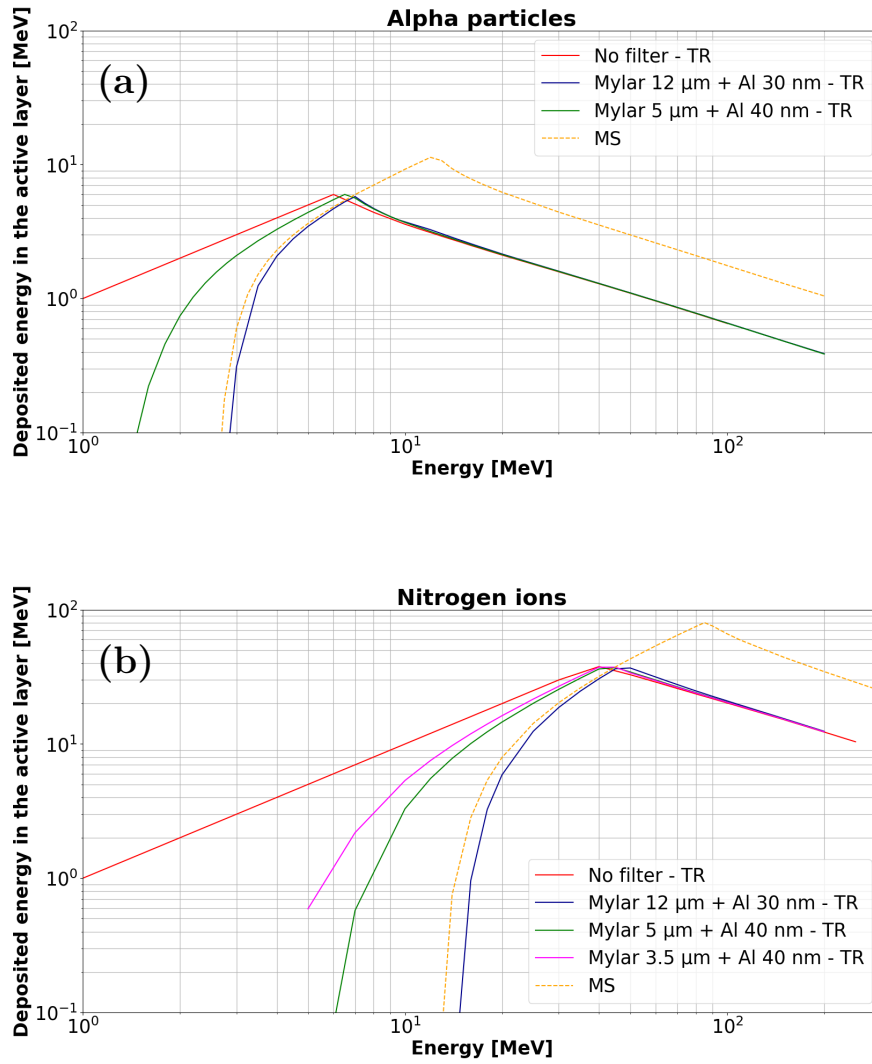 Alpha particles
(a)
Deposited energy in the active layer [MeV]
10²
10¹
10⁰
10⁻¹
No filter - TR
Mylar 12 µm + Al 30 nm - TR
Mylar 5 µm + Al 40 nm - TR
MS
10⁰ 10¹ 10²
Energy [MeV]
Nitrogen ions
(b)
Deposited energy in the active layer [MeV]
10²
10¹
10⁰
10⁻¹
No filter - TR
Mylar 12 µm + Al 30 nm - TR
Mylar 5 µm + Al 40 nm - TR
Mylar 3.5 µm + Al 40 nm - TR
MS
10⁰ 10¹ 10²
Energy [MeV]